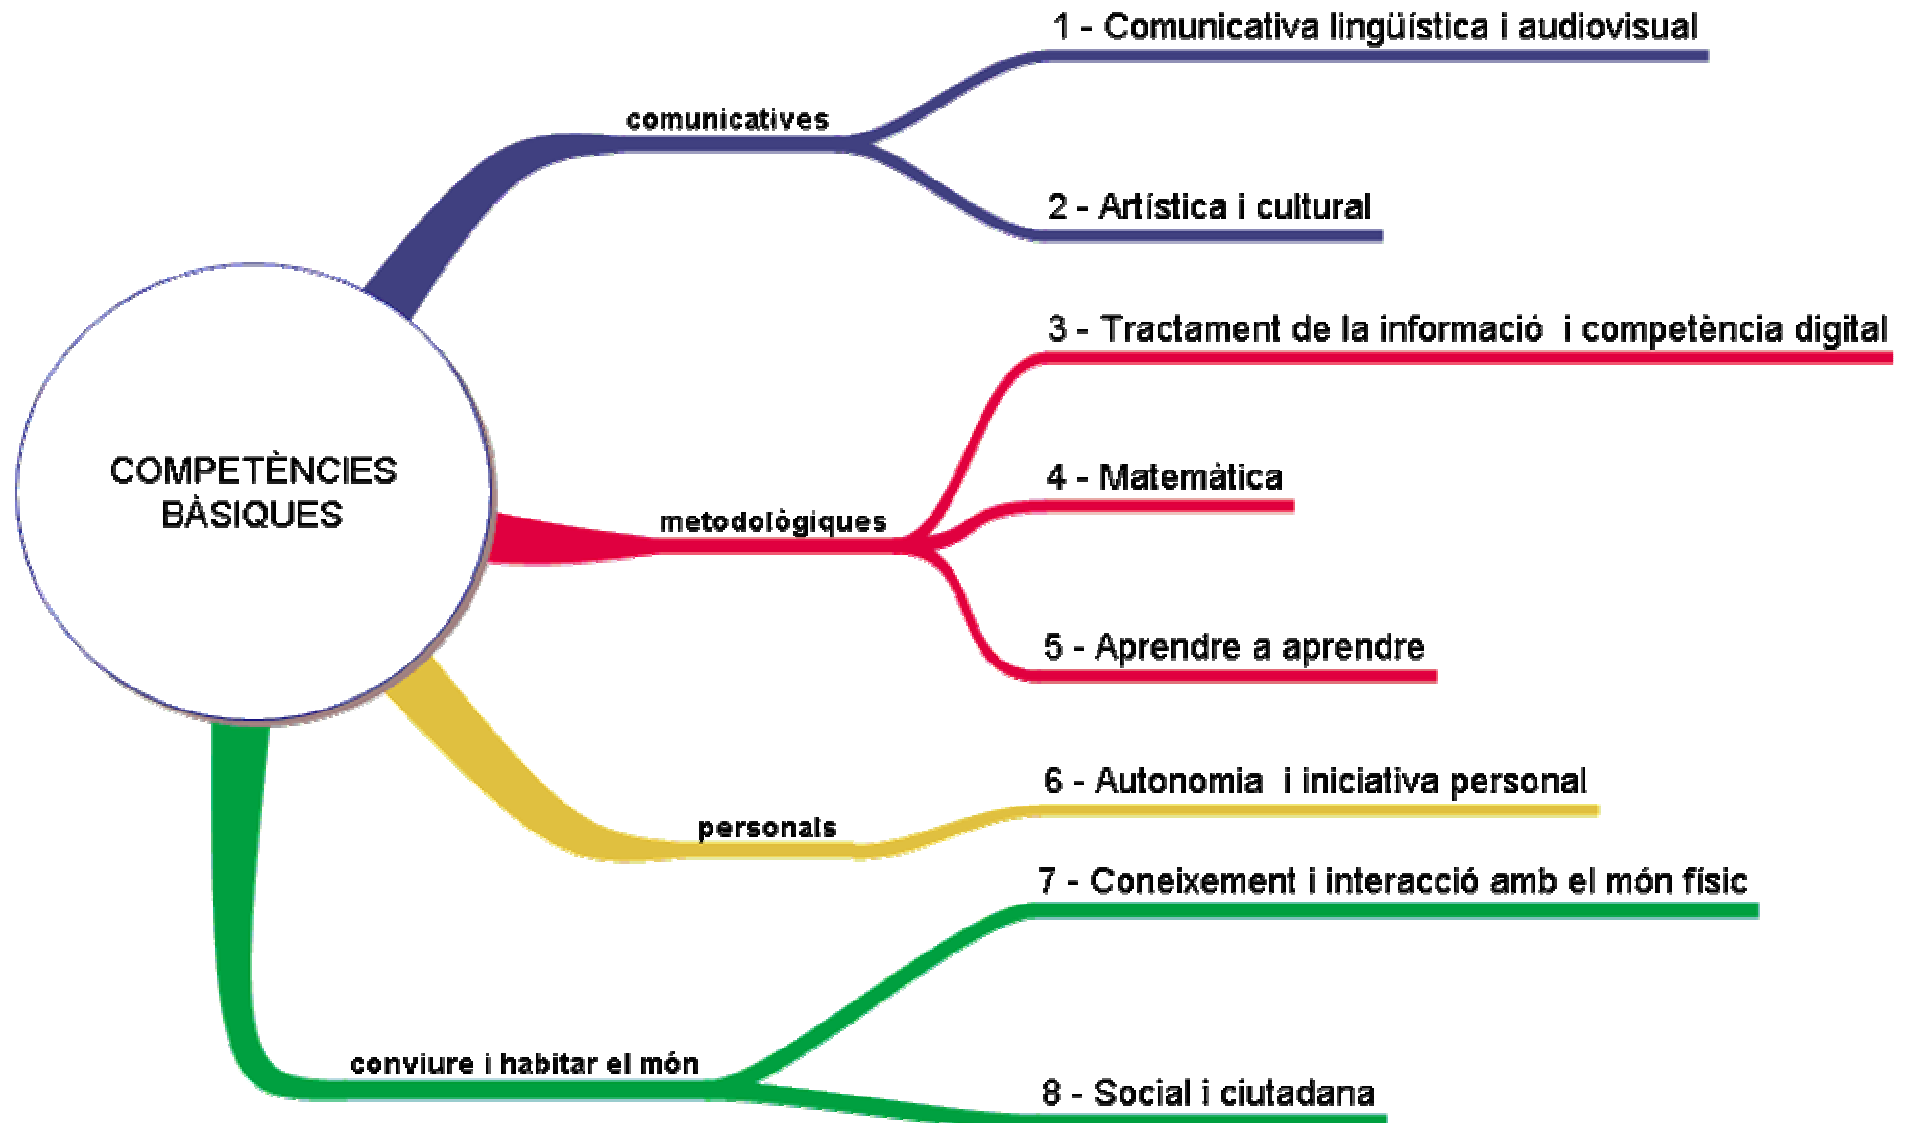 COMPETÈNCIES
BÀSIQUES
comunicatives
1 - Comunicativa lingüística i audiovisual
2 - Artística i cultural
metodològiques
3 - Tractament de la informació  i competència digital
4 - Matemàtica
5 - Aprendre a aprendre
personals
6 - Autonomia  i iniciativa personal
conviure i habitar el món
7 - Coneixement i interacció amb el món físic
8 - Social i ciutadana